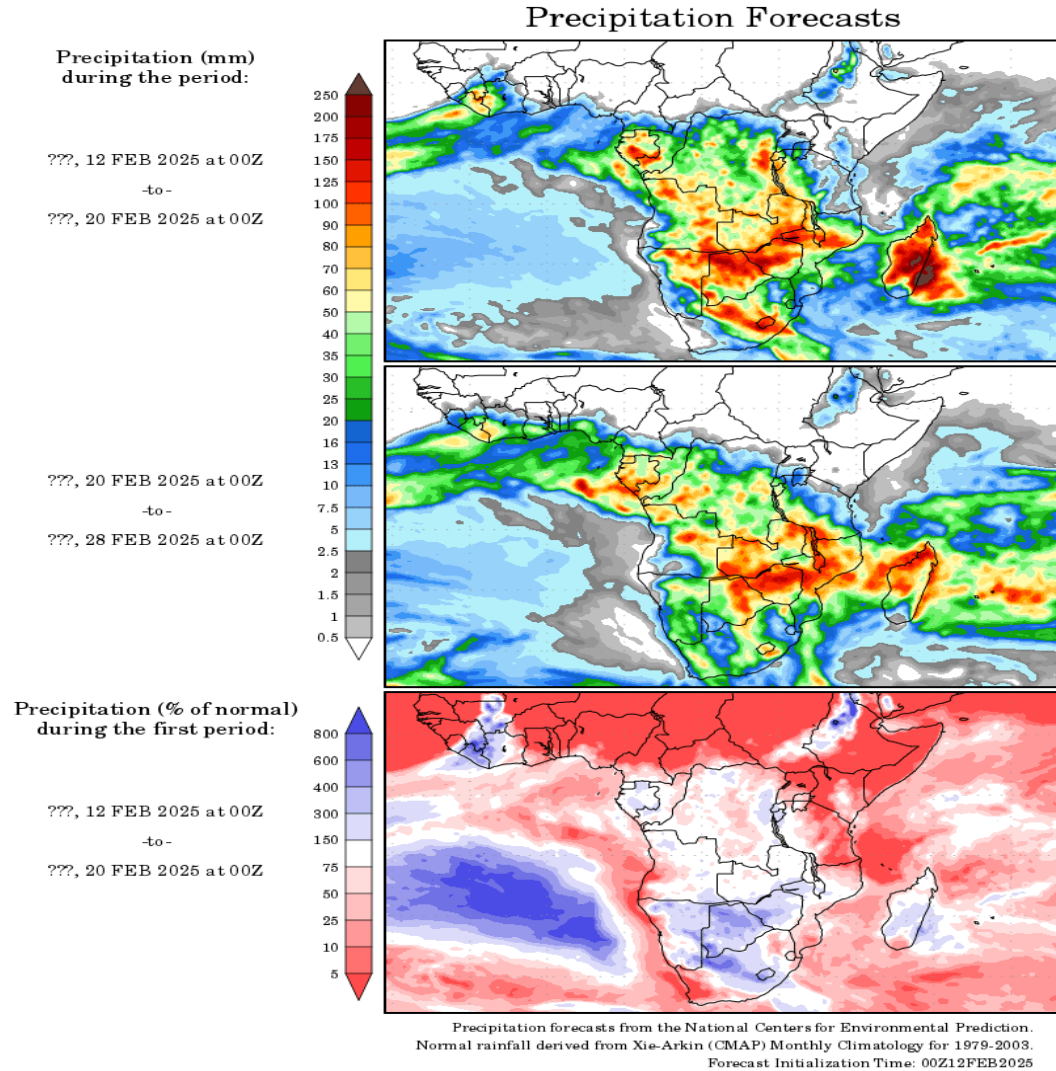 Precipitation Forecasts
Precipitation (mm)
during the period:
???, 12 FEB 2025 at 00Z
-to-
???, 20 FEB 2025 at 00Z
250
200
175
150
125
100
90
80
70
60
50
40
35
30
25
20
16
13
10
7.5
5
2.5
2
1.5
1
0.5
???, 20 FEB 2025 at 00Z
-to-
???, 28 FEB 2025 at 00Z
Precipitation (% of normal)
during the first period:
???, 12 FEB 2025 at 00Z
-to-
???, 20 FEB 2025 at 00Z
800
600
400
300
150
75
50
25
10
5
Precipitation forecasts from the National Centers for Environmental Prediction.
Normal rainfall derived from Xie-Arkin (CMAP) Monthly Climatology for 1979-2003.
Forecast Initialization Time: 00Z12FEB2025